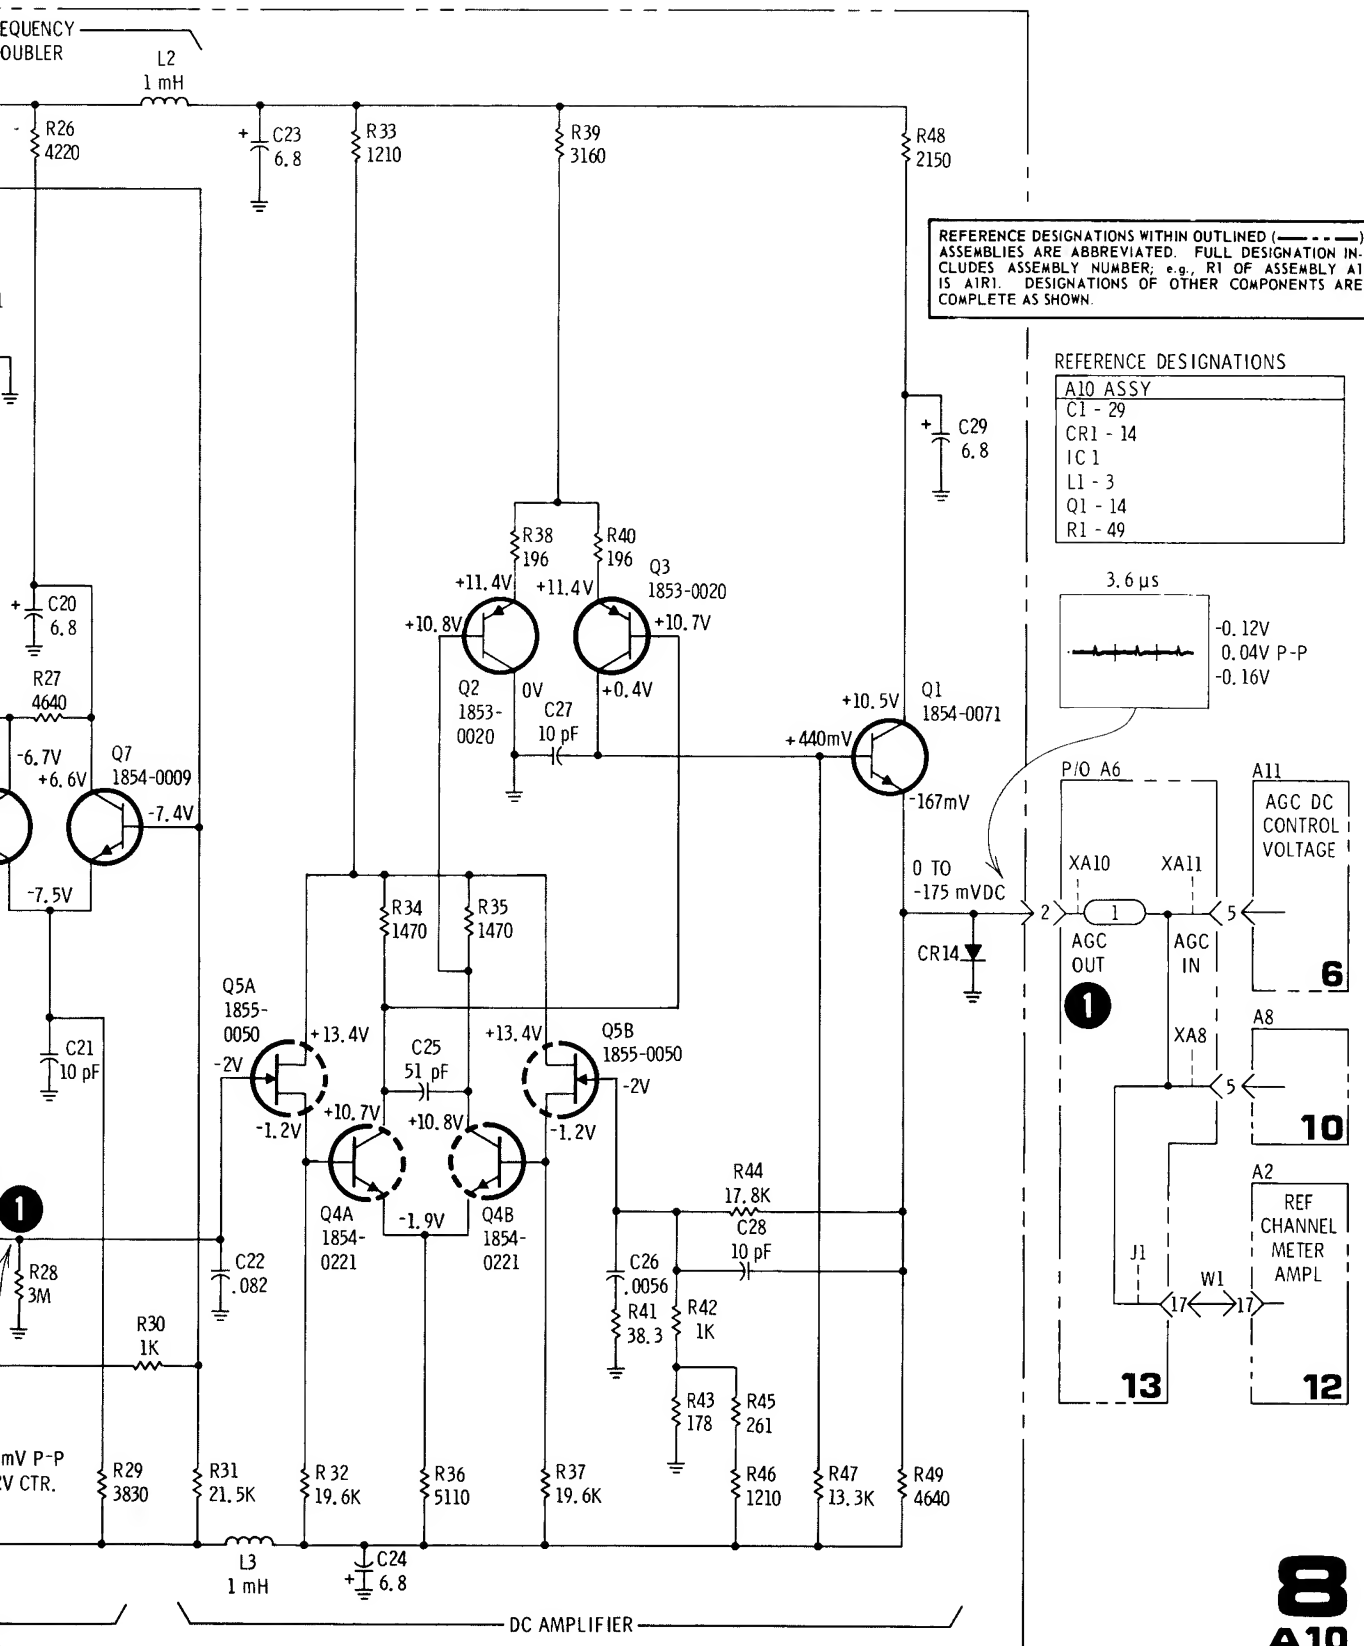 EQUENCY
OUBLER
L2
1 mH
R26
4220
+
C23
6.8
R33
1210
R39
3160
R48
2150
REFERENCE DESIGNATIONS WITHIN OUTLINED (
)
ASSEMBLIES ARE ABBREVIATED. FULL DESIGNATION IN-
CLUDES ASSEMBLY NUMBER; e.g., R1 OF ASSEMBLY A1
IS A1R1. DESIGNATIONS OF OTHER COMPONENTS ARE
COMPLETE AS SHOWN.
REFERENCE DESIGNATIONS
A10 ASSY
C1 - 29
CR1 - 14
IC 1
L1 - 3
Q1 - 14
R1 - 49
+
C29
6.8
3.6 µs
-0.12V
0.04V P-P
-0.16V
R38
196
R40
196
+11.4V
+11.4V
Q3
1853-0020
+10.8V
+10.7V
Q2
1853-
0020
0V
+0.4V
C27
10 pF
+
C20
6.8
R27
4640
-6.7V
+6.6V
Q7
1854-0009
-7.4V
-7.5V
+10.5V
Q1
1854-0071
+440mV
-167mV
0 TO
-175 mVDC
CR14
P/O A6
XA10
XA11
2
1
5
AGC
OUT
AGC
IN
1
A11
AGC DC
CONTROL
VOLTAGE
6
R34
1470
R35
1470
Q5A
1855-
0050
+13.4V
-2V
-1.2V
C25
51 pF
+13.4V
Q5B
1855-0050
-2V
-1.2V
+10.7V
+10.8V
C21
10 pF
A8
XA8
5
10
Q4A
1854-
0221
-1.9V
Q4B
1854-
0221
1
R28
3M
C22
.082
R44
17.8K
C28
10 pF
C26
.0056
R41
38.3
R42
1K
A2
REF
CHANNEL
METER
AMPL
J1
W1
17
17
13
12
R30
1K
R43
178
R45
261
mV P-P
V CTR.
R29
3830
R31
21.5K
R32
19.6K
R36
5110
R37
19.6K
R46
1210
R47
13.3K
R49
4640
L3
1 mH
C24
+
6.8
DC AMPLIFIER
8
A10